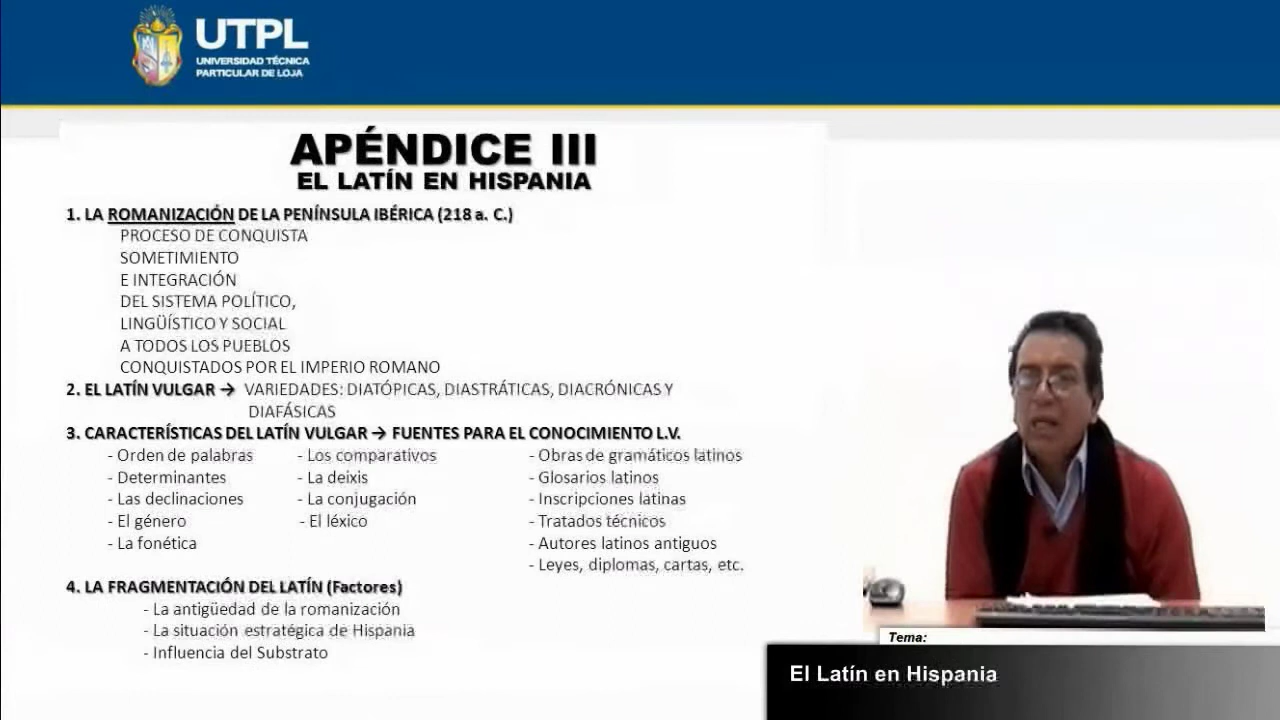 UTPL
UNIVERSIDAD TÉCNICA
PARTICULAR DE LOJA
APÉNDICE III
EL LATÍN EN HISPANIA
1. LA ROMANIZACIÓN DE LA PENÍNSULA IBÉRICA (218 a. C.)
PROCESO DE CONQUISTA
SOMETIMIENTO
E INTEGRACIÓN
DEL SISTEMA POLÍTICO,
LINGÜÍSTICO Y SOCIAL
A TODOS LOS PUEBLOS
CONQUISTADOS POR EL IMPERIO ROMANO
2. EL LATÍN VULGAR → VARIEDADES: DIATÓPICAS, DIASTRÁTICAS, DIACRÓNICAS Y
DIAFÁSICAS
3. CARACTERÍSTICAS DEL LATÍN VULGAR → FUENTES PARA EL CONOCIMIENTO L.V.
- Orden de palabras - Los comparativos - Obras de gramáticos latinos
- Determinantes - La deixis - Glosarios latinos
- Las declinaciones - La conjugación - Inscripciones latinas
- El género - El léxico - Tratados técnicos
- La fonética - Autores latinos antiguos
- Leyes, diplomas, cartas, etc.
4. LA FRAGMENTACIÓN DEL LATÍN (Factores)
- La antigüedad de la romanización
- La situación estratégica de Hispania
- Influencia del Substrato
Tema:
El Latín en Hispania